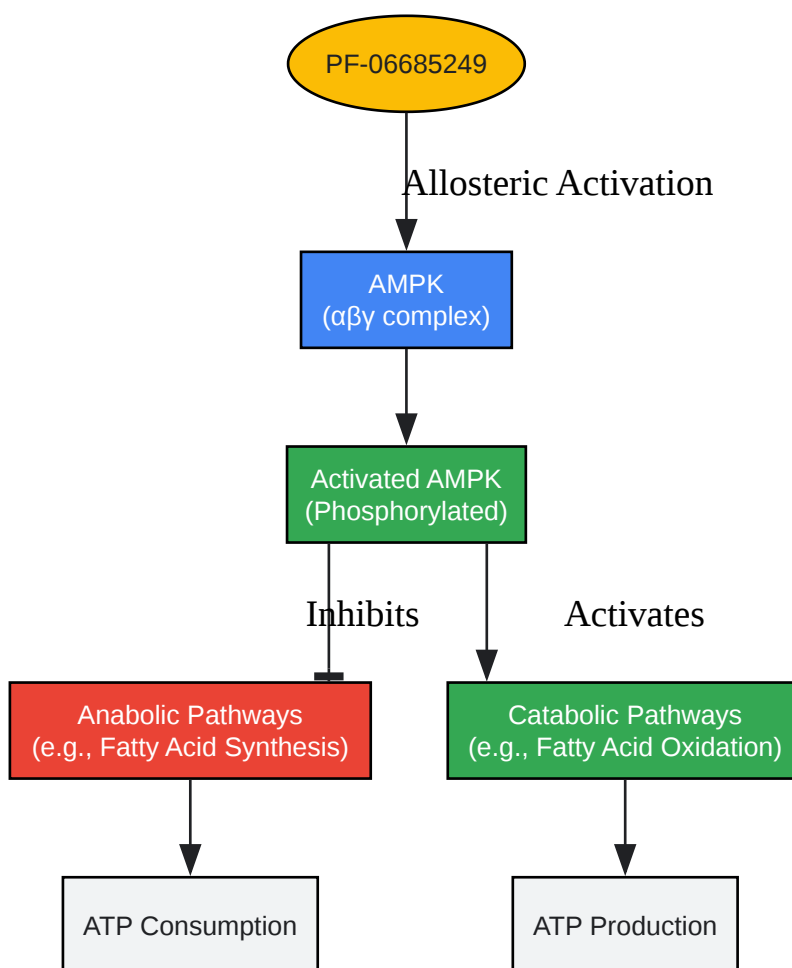 PF-06685249
Allosteric Activation
AMPK
(αβγ complex)
Activated AMPK
(Phosphorylated)
Inhibits
Activates
Anabolic Pathways
(e.g., Fatty Acid Synthesis)
Catabolic Pathways
(e.g., Fatty Acid Oxidation)
ATP Consumption
ATP Production